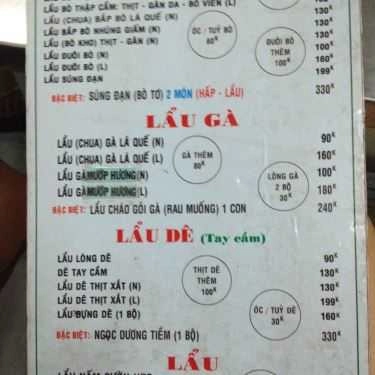 LẨU BÒ THẬP CẨM: THỊT - GÂN DA - BÒ VIÊN (L)
LẨU (CHUA) BẮP BÒ LÁ QUẾ (N) 130K
LẨU BẮP BÒ NHÚNG GIẤM (N) 130K
LẨU (BÒ KHO) THỊT - GÂN (N) 100K
LẨU ĐUÔI BÒ (N) 100K
LẨU ĐUÔI BÒ (L) 160K
LẨU SÚNG ĐẠN 199K
ÓC / TUỶ BÒ 60K
ĐUÔI BÒ THÊM 100K
ĐẶC BIỆT: SÚNG ĐẠN (BÒ TƠ) 2 MÓN (HẤP - LẨU) 330K
LẨU GÀ
LẨU (CHUA) GÀ LÁ QUẾ (N) 90K
LẨU (CHUA) GÀ LÁ QUẾ (L) 160K
LẨU GÀ MƯỚP HƯƠNG (N) 100K
LẨU GÀ MƯỚP HƯƠNG (L) 180K
GÀ THÊM 80K
LÒNG GÀ 2 BỘ 30K
ĐẶC BIỆT: LẨU CHÁO GỎI GÀ (RAU MUỐNG) 1 CON 240K
LẨU DÊ (Tay cầm)
LẨU LÒNG DÊ 90K
DÊ TAY CẦM 130K
LẨU DÊ THỊT XẮT (N) 130K
LẨU DÊ THỊT XẮT (L) 199K
LẨU DỰNG DÊ (1 BỘ) 160K
THỊT DÊ THÊM 100K
ÓC / TUỶ DÊ 30K
ĐẶC BIỆT: NGỌC DƯƠNG TIỀM (1 BỘ) 330K
LẨU